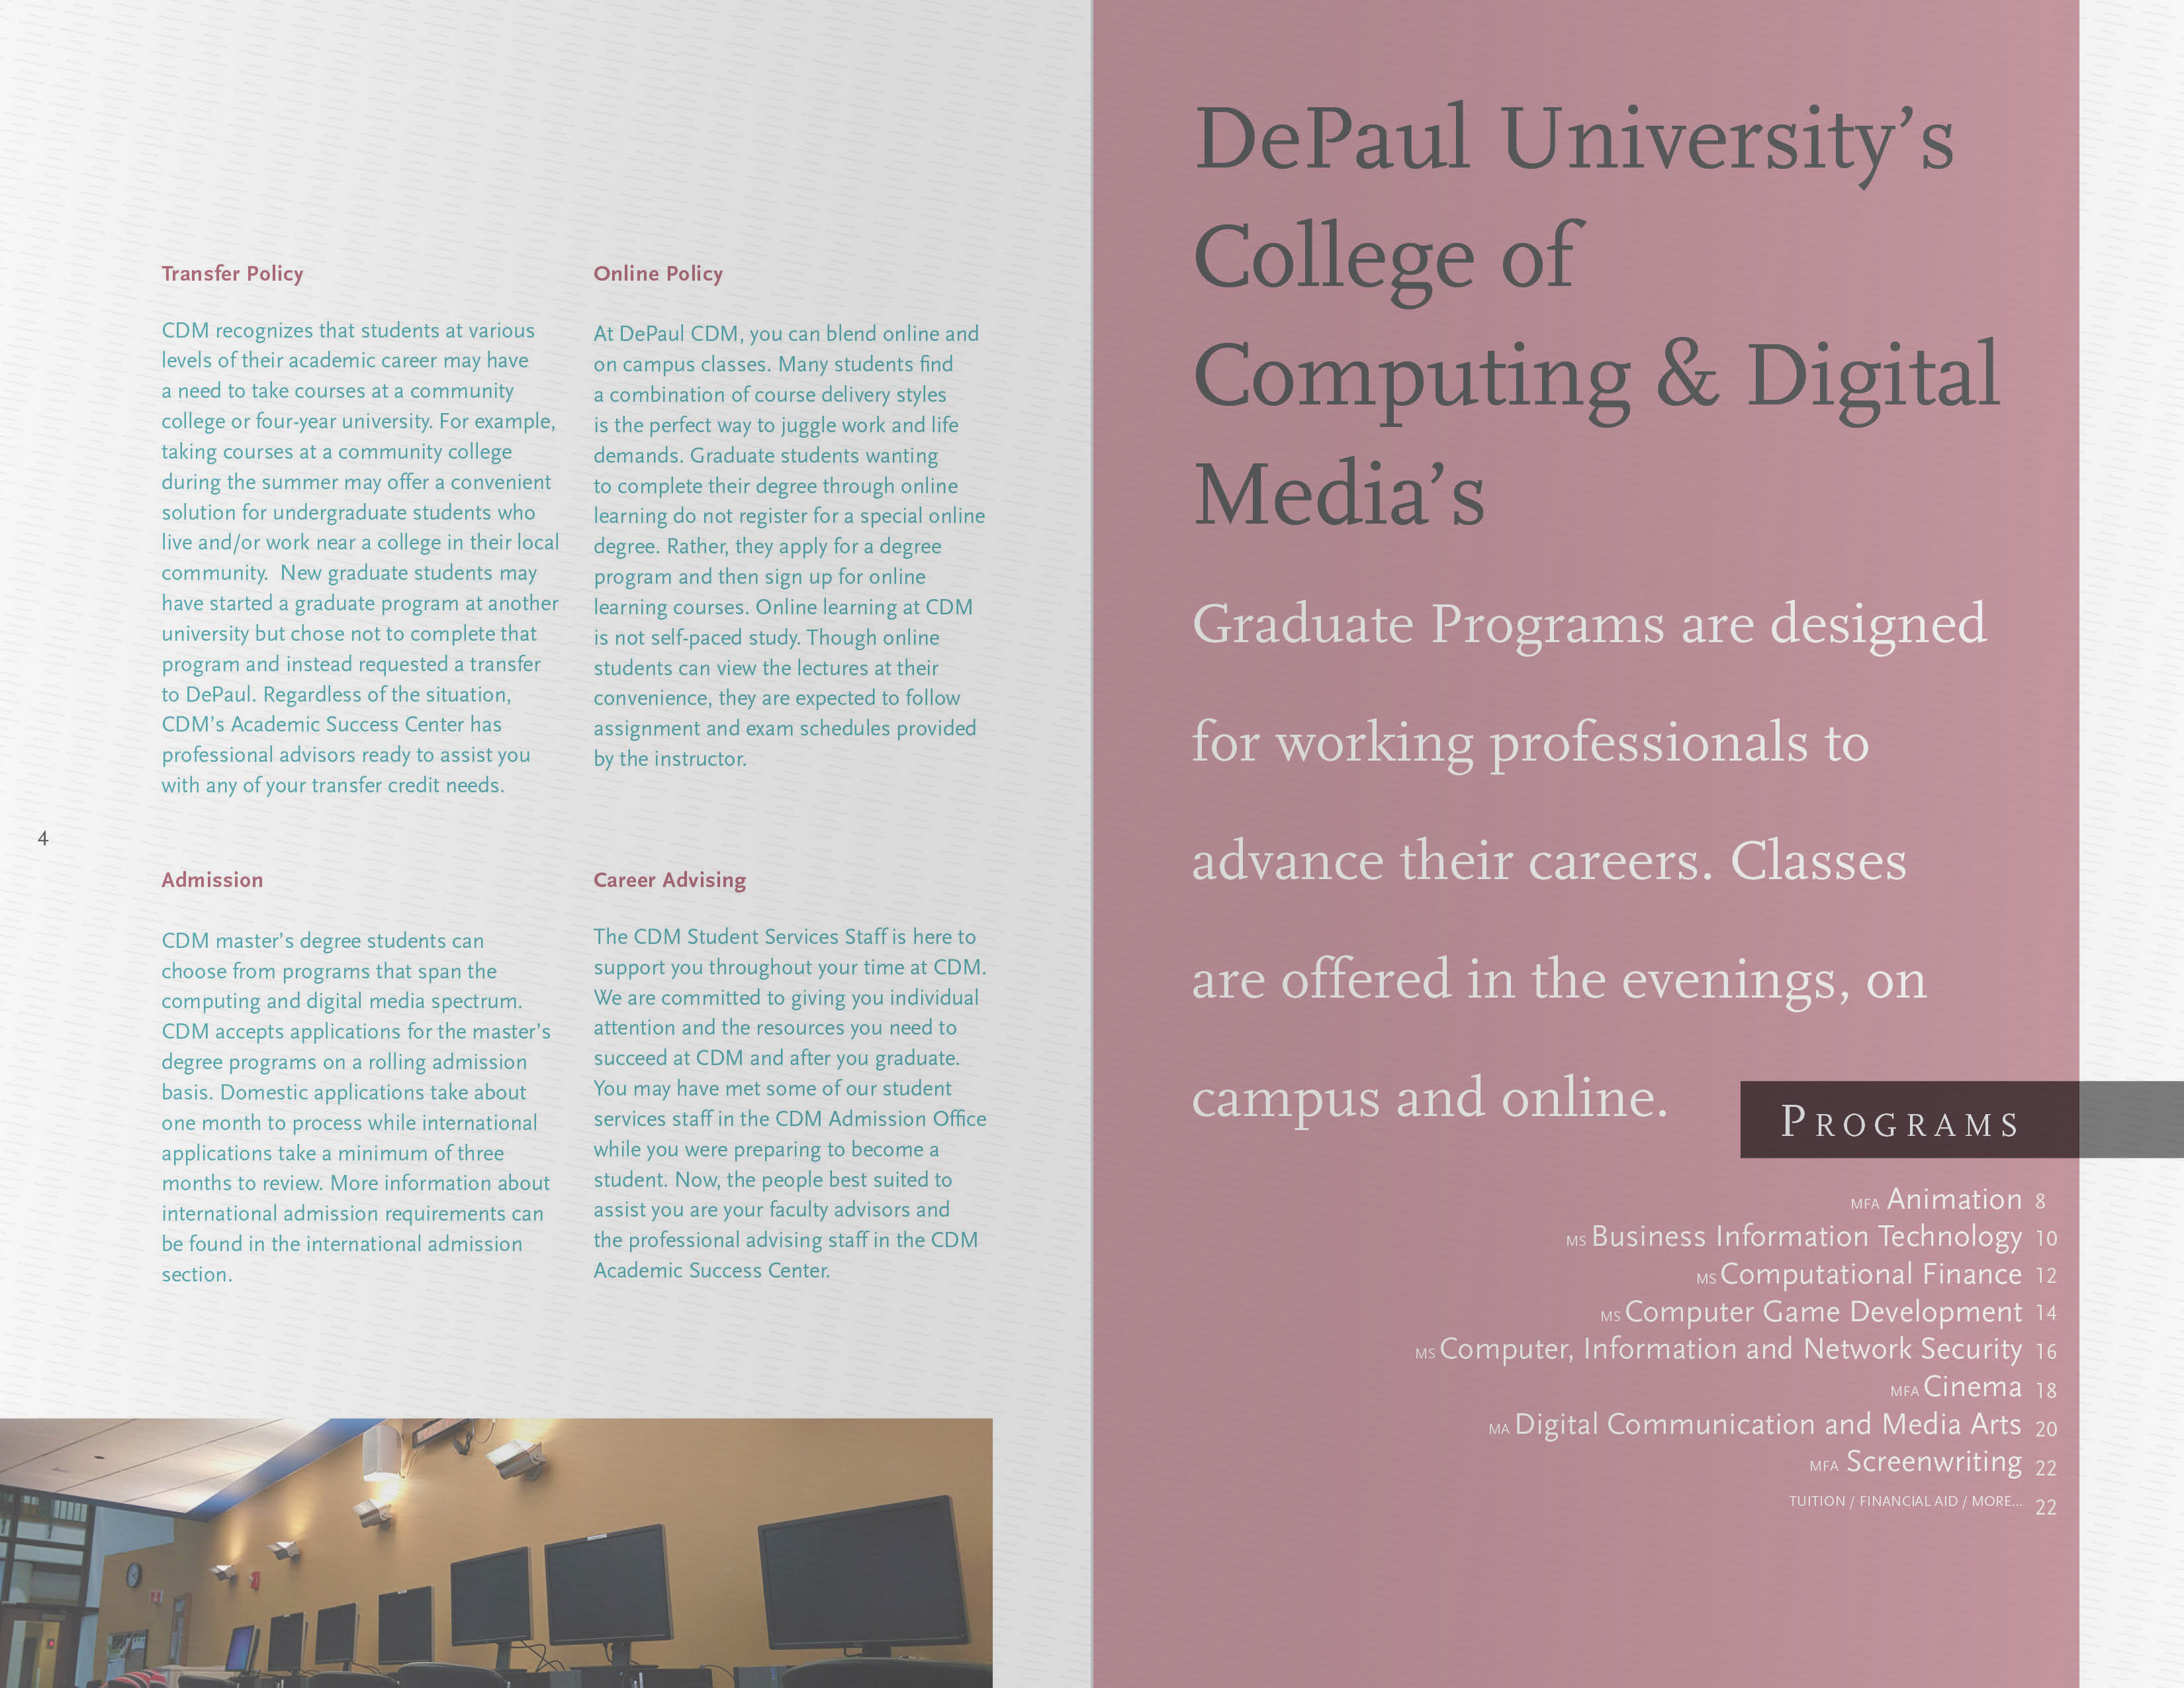 Transfer Policy
CDM recognizes that students at various
levels of their academic career may have
a need to take courses at a community
college or four-year university. For example,
taking courses at a community college
during the summer may offer a convenient
solution for undergraduate students who
live and/or work near a college in their local
community.  New graduate students may
have started a graduate program at another
university but chose not to complete that
program and instead requested a transfer
to DePaul. Regardless of the situation,
CDM’s Academic Success Center has
professional advisors ready to assist you
with any of your transfer credit needs.
4
Admission
CDM master’s degree students can
choose from programs that span the
computing and digital media spectrum.
CDM accepts applications for the master’s
degree programs on a rolling admission
basis. Domestic applications take about
one month to process while international
applications take a minimum of three
months to review. More information about
international admission requirements can
be found in the international admission
section.
Online Policy
At DePaul CDM, you can blend online and
on campus classes. Many students find
a combination of course delivery styles
is the perfect way to juggle work and life
demands. Graduate students wanting
to complete their degree through online
learning do not register for a special online
degree. Rather, they apply for a degree
program and then sign up for online
learning courses. Online learning at CDM
is not self-paced study. Though online
students can view the lectures at their
convenience, they are expected to follow
assignment and exam schedules provided
by the instructor.
Career Advising
The CDM Student Services Staff is here to
support you throughout your time at CDM.
We are committed to giving you individual
attention and the resources you need to
succeed at CDM and after you graduate.
You may have met some of our student
services staff in the CDM Admission Office
while you were preparing to become a
student. Now, the people best suited to
assist you are your faculty advisors and
the professional advising staff in the CDM
Academic Success Center.
DePaul University’s
College of
Computing & Digital
Media’s
Graduate Programs are designed
for working professionals to
advance their careers. Classes
are offered in the evenings, on
campus and online.
PROGRAMS
MFA Animation 8
MS Business Information Technology 10
MS Computational Finance 12
MS Computer Game Development 14
MS Computer, Information and Network Security 16
MFA Cinema 18
MA Digital Communication and Media Arts 20
MFA Screenwriting 22
TUITION / FINANCIAL AID / MORE... 22